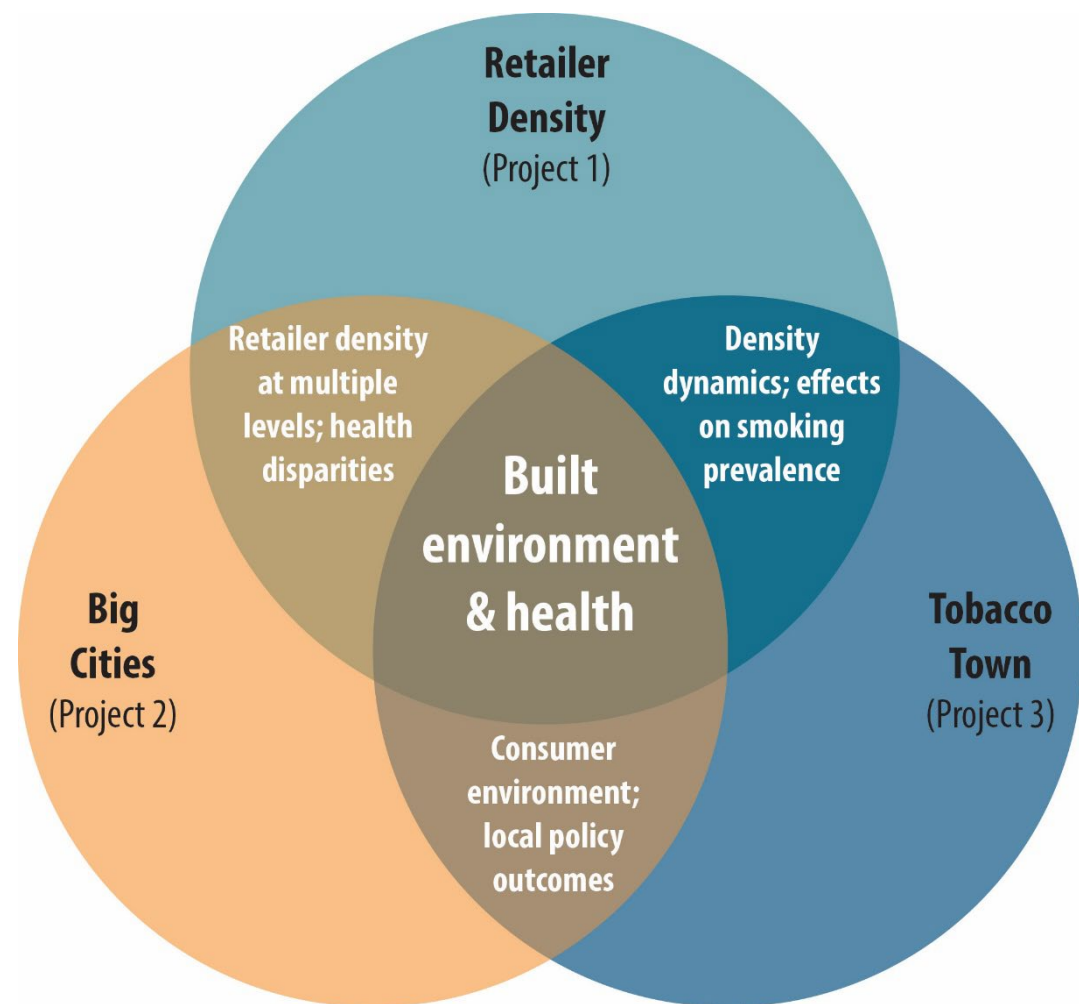 Retailer
Density
(Project 1)
Retailer density
at multiple
levels; health
disparities
Density
dynamics; effects
on smoking
prevalence
Built
environment
& health
Big
Cities
(Project 2)
Tobacco
Town
(Project 3)
Consumer
environment;
local policy
outcomes